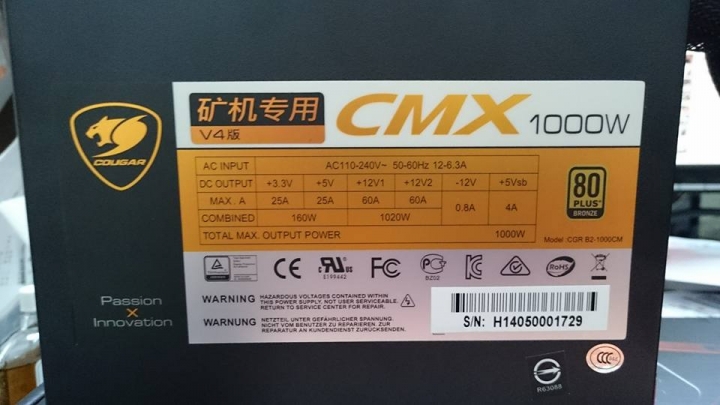 矿机专用
V4版
CMX 1000W
COUGAR
AC INPUT AC110-240V~ 50-60Hz 12-6.3A
DC OUTPUT +3.3V +5V +12V1 +12V2 -12V +5Vsb
MAX. A 25A 25A 60A 60A 0.8A 4A
COMBINED 160W 1020W
TOTAL MAX. OUTPUT POWER 1000W
80
PLUS
BRONZE
Model: CGR B2-1000CM
CE
c UL US
FC
BZ02
RoHS
Passion
×
Innovation
WARNING HAZARDOUS VOLTAGES CONTAINED WITHIN
THIS POWER SUPPLY, NOT USER SERVICEABLE.
RETURN TO SERVICE CENTER FOR REPAIR.
WARNUNG NETZTEIL UNTER GEFÄHRLICHER SPANNUNG.
NICHT VOM BENUTZER ZU REPARIEREN. ZUR
REPARATUR AN KUNDENDIENST ZURÜCKSENDEN.
S/N: H14050001729
R63088
CCC